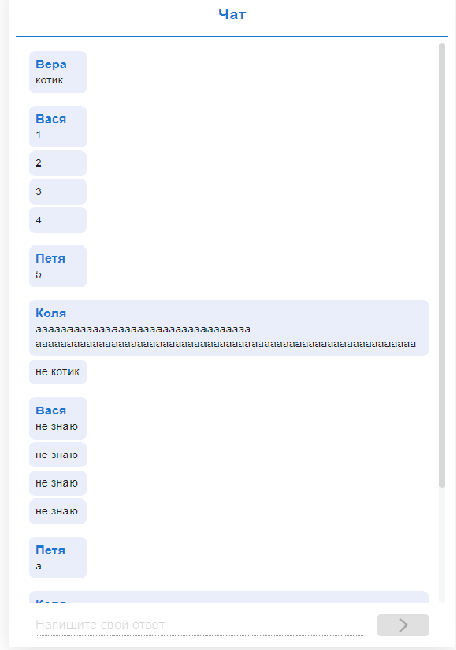 Чат
Вера
котик
Вася
1
2
3
4
Петя
5
Коля
ааааааааааааааааааааааааааааааааааа
аааааааааааааааааааааааааааааааааааааааааааааааааааааааааааааа
не котик
Вася
не знаю
не знаю
не знаю
не знаю
Петя
а
Коля
Напишите свой ответ